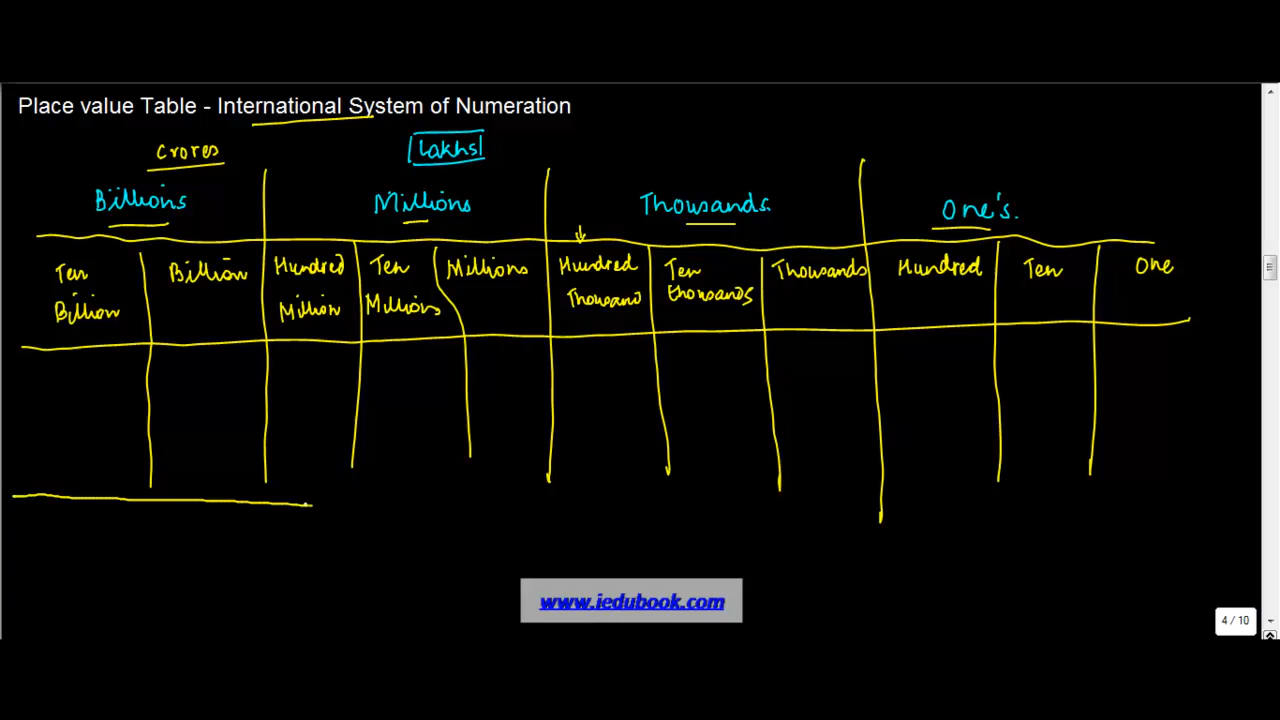 Place value Table - International System of Numeration
Crores
Lakhs
Billions Millions Thousands One's.
Ten Billion Billion Hundred Million Ten Millions Millions Hundred Thousand Ten thousands Thousands Hundred Ten One
www.iedubook.com
4 / 10